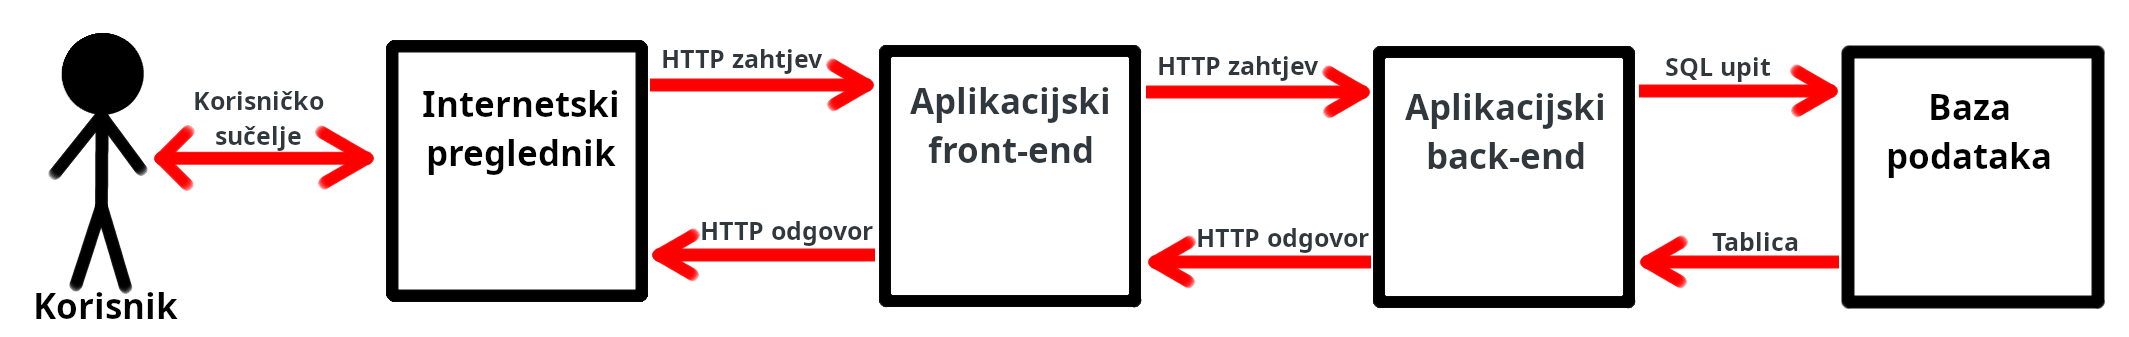 Korisnik
Korisničko
sučelje
Internetski
preglednik
HTTP zahtjev
HTTP odgovor
Aplikacijski
front-end
HTTP zahtjev
HTTP odgovor
Aplikacijski
back-end
SQL upit
Tablica
Baza
podataka